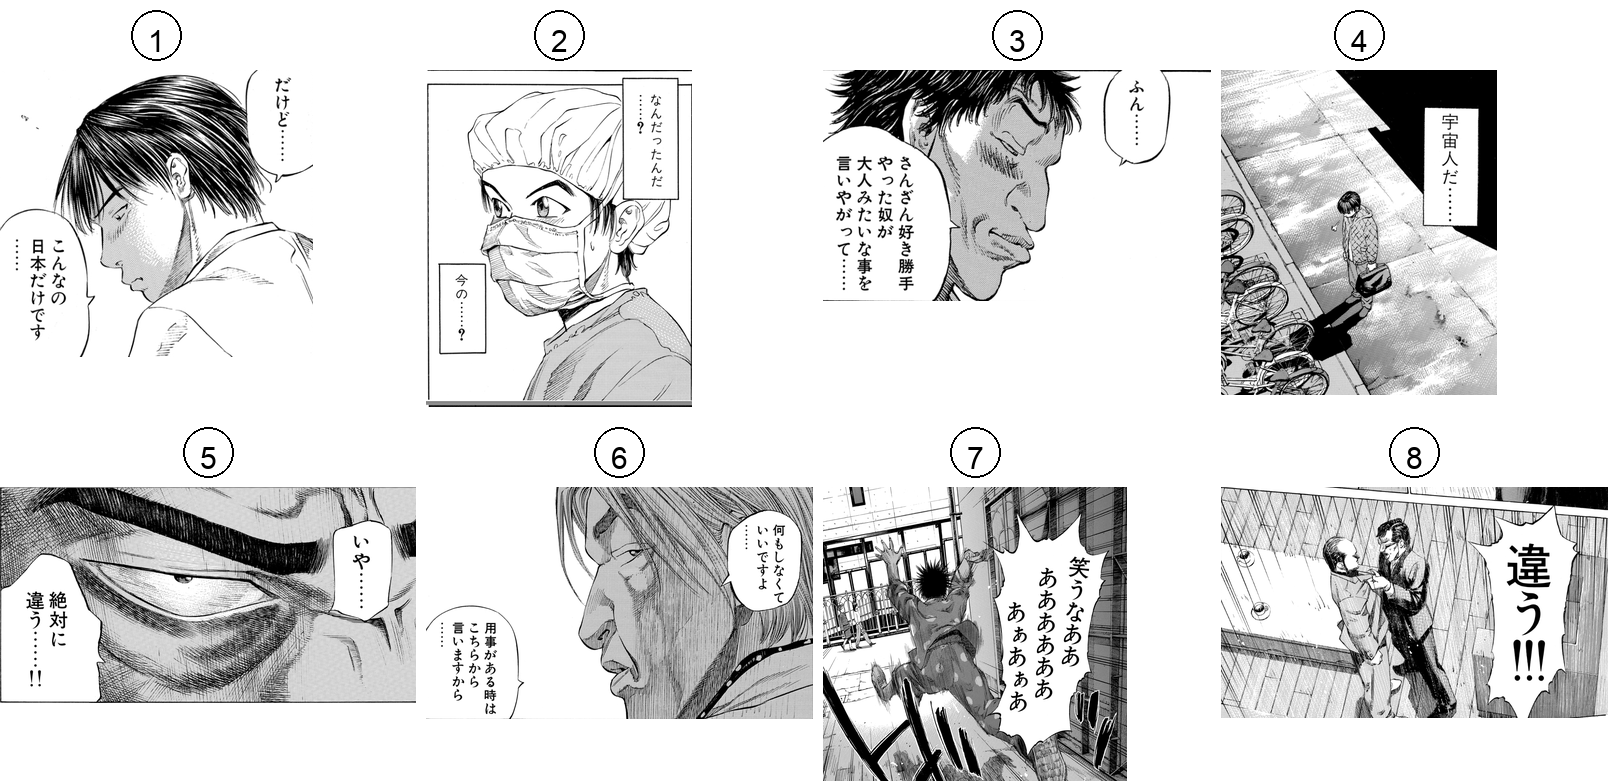 1
だけど……
こんなの
日本だけです
……
2
なんだったんだ
……？
今の……？
3
ふん……
さんざん好き勝手
やった奴が
大人みたいな事を
言いやがって……
4
宇宙人だ……
5
いや……
絶対に
違う……!!
6
何もしなくて
いいですよ
……
用事がある時は
こちらから
言いますから
……
7
笑うなああ
ああああああ
あぁあぁあ
8
違う!!!